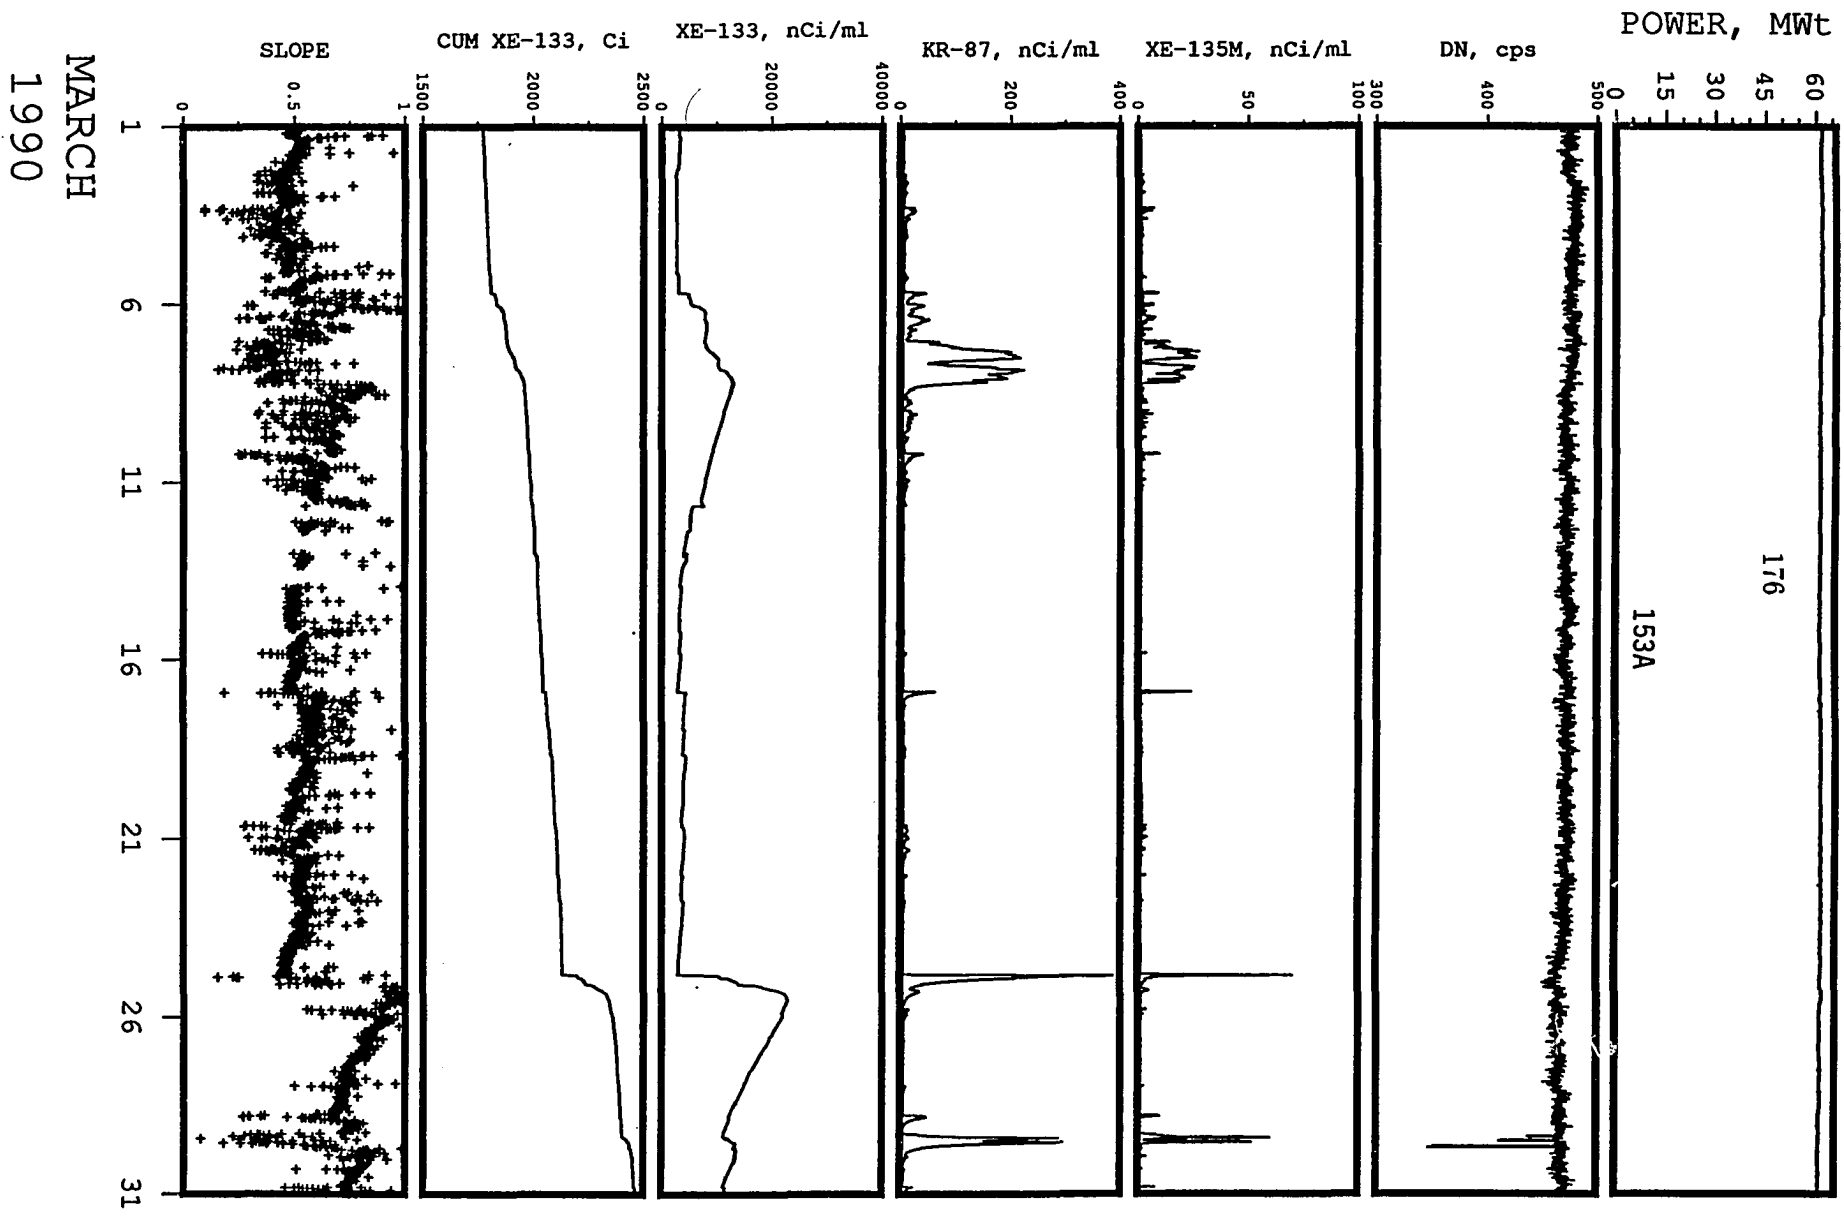 POWER, MWt
0 15 30 45 60
176
153A
DN, cps
300 400 500
XE-135M, nCi/ml
0 50 100
KR-87, nCi/ml
0 200 400
XE-133, nCi/ml
0 20000 40000
CUM XE-133, Ci
1500 2000 2500
SLOPE
0 0.5 1
1 6 11 16 21 26 31
MARCH
1990